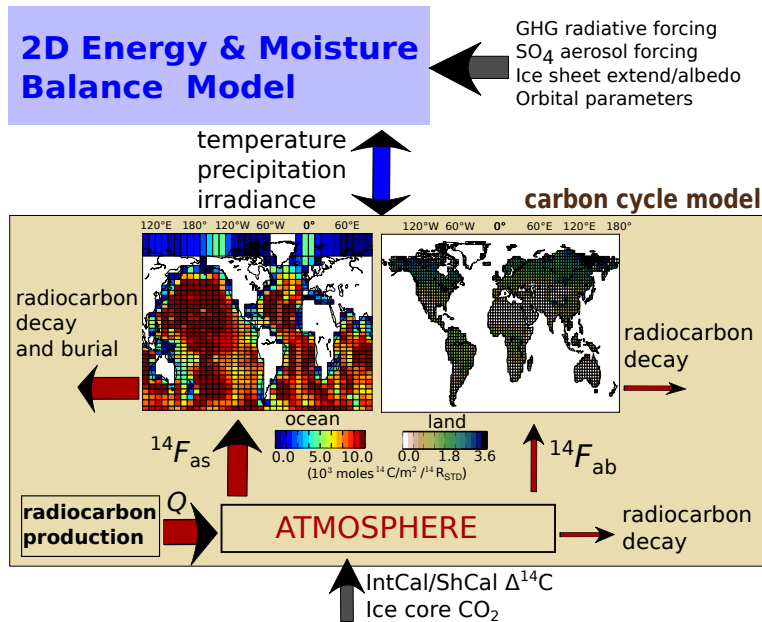 2D Energy & Moisture
Balance Model
GHG radiative forcing
SO₄ aerosol forcing
Ice sheet extend/albedo
Orbital parameters
temperature
precipitation
irradiance
carbon cycle model
120°E 180° 120°W 60°W 0° 60°E
120°W 60°W 0° 60°E 120°E 180°
radiocarbon
decay
and burial
radiocarbon
decay
¹⁴F_as
ocean
0.0 5.0 10.0
land
0.0 1.8 3.6
(10³ moles ¹⁴C/m² /¹⁴R_STD)
¹⁴F_ab
radiocarbon
production
Q
ATMOSPHERE
radiocarbon
decay
IntCal/ShCal Δ¹⁴C
Ice core CO₂